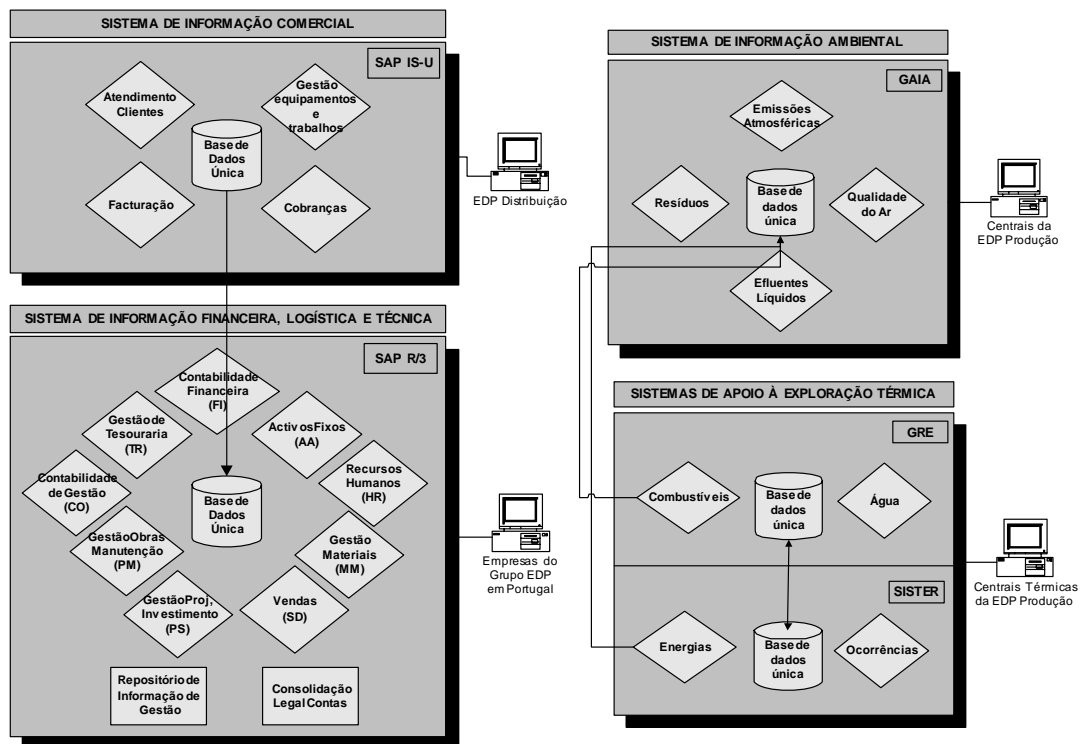 SISTEMA DE INFORMAÇÃO COMERCIAL
SAP IS-U
Atendimento
Clientes
Gestão
equipamentos
e
trabalhos
Base de
Dados
Única
Facturação
Cobranças
EDP Distribuição
SISTEMA DE INFORMAÇÃO FINANCEIRA, LOGÍSTICA E TÉCNICA
SAP R/3
Contabilidade
Financeira
(FI)
Gestão de
Tesouraria
(TR)
Activos Fixos
(AA)
Contabilidade
de Gestão
(CO)
Recursos
Humanos
(HR)
Base de
Dados
Única
Gestão Obras
Manutenção
(PM)
Gestão
Materiais
(MM)
Gestão Proj,
Investimento
(PS)
Vendas
(SD)
Repositório de
Informação de
Gestão
Consolidação
Legal Contas
Empresas do
Grupo EDP
em Portugal
SISTEMA DE INFORMAÇÃO AMBIENTAL
GAIA
Emissões
Atmosféricas
Resíduos
Base de
dados
única
Qualidade
do Ar
Efluentes
Líquidos
Centrais da
EDP Produção
SISTEMAS DE APOIO À EXPLORAÇÃO TÉRMICA
GRE
Combustíveis
Base de
dados
única
Água
SISTER
Energias
Base de
dados
única
Ocorrências
Centrais Térmicas
da EDP Produção